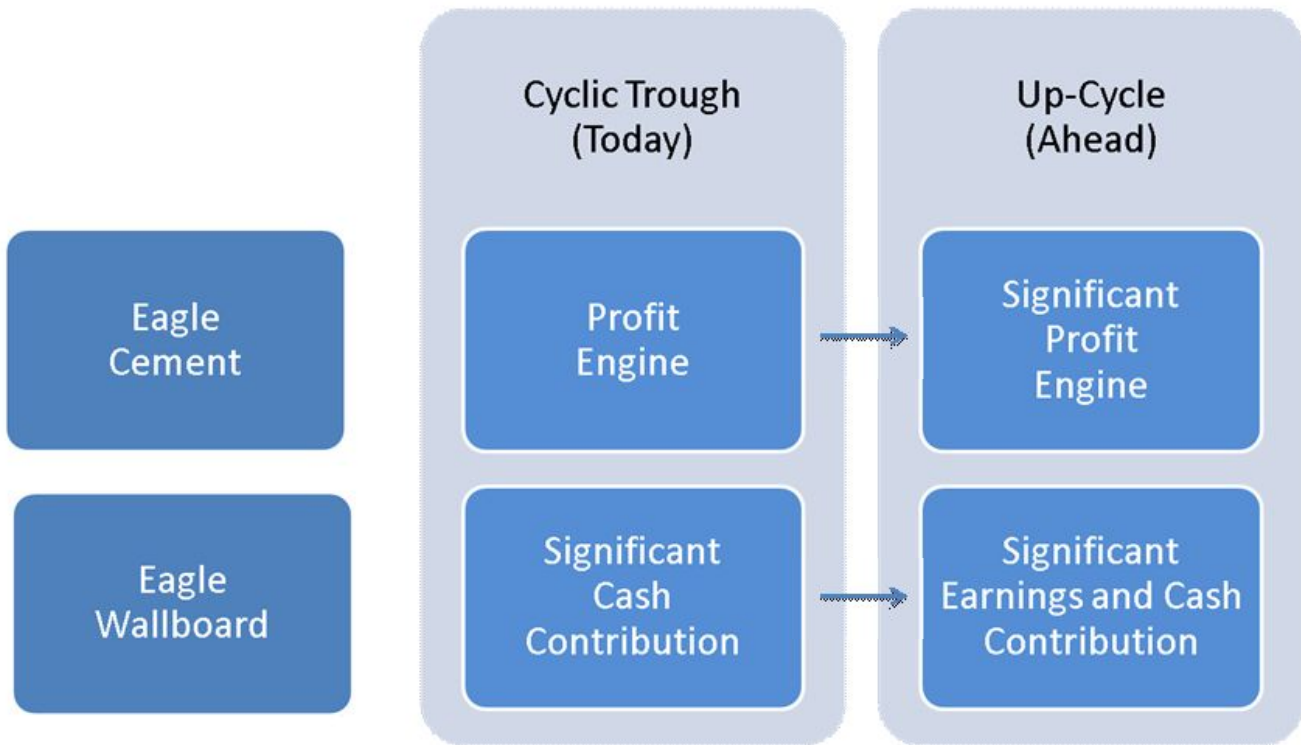 Cyclic Trough
(Today)
Up-Cycle
(Ahead)
Eagle
Cement
Profit
Engine
Significant
Profit
Engine
Eagle
Wallboard
Significant
Cash
Contribution
Significant
Earnings and Cash
Contribution